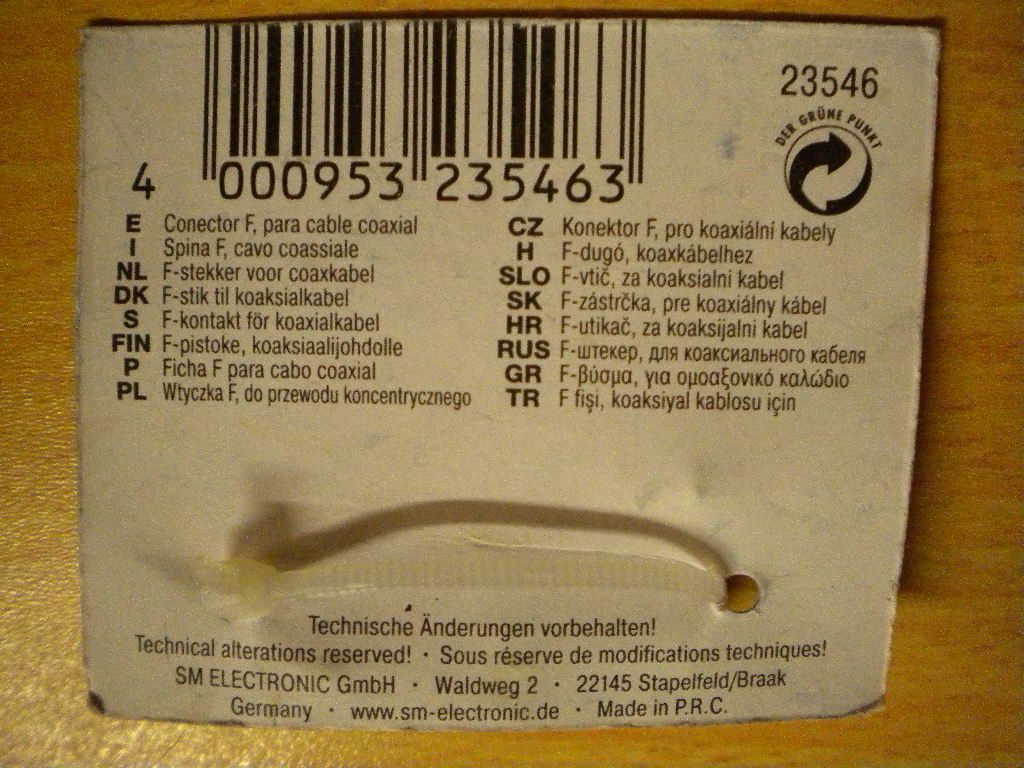 23546
DER GRÜNE PUNKT
4 000953 235463
E Conector F, para cable coaxial
I Spina F, cavo coassiale
NL F-stekker voor coaxkabel
DK F-stik til koaksialkabel
S F-kontakt för koaxialkabel
FIN F-pistoke, koaksiaalijohdolle
P Ficha F para cabo coaxial
PL Wtyczka F, do przewodu koncentrycznego
CZ Konektor F, pro koaxiální kabely
H F-dugó, koaxkábelhez
SLO F-vtič, za koaksialni kabel
SK F-zástrčka, pre koaxiálny kábel
HR F-utikač, za koaksijalni kabel
RUS F-штекер, для коаксиального кабеля
GR F-βύσμα, για ομοαξονικό καλώδιο
TR F fişi, koaksiyal kablosu için
Technische Änderungen vorbehalten!
Technical alterations reserved! · Sous réserve de modifications techniques!
SM ELECTRONIC GmbH · Waldweg 2 · 22145 Stapelfeld/Braak
Germany · www.sm-electronic.de · Made in P.R.C.